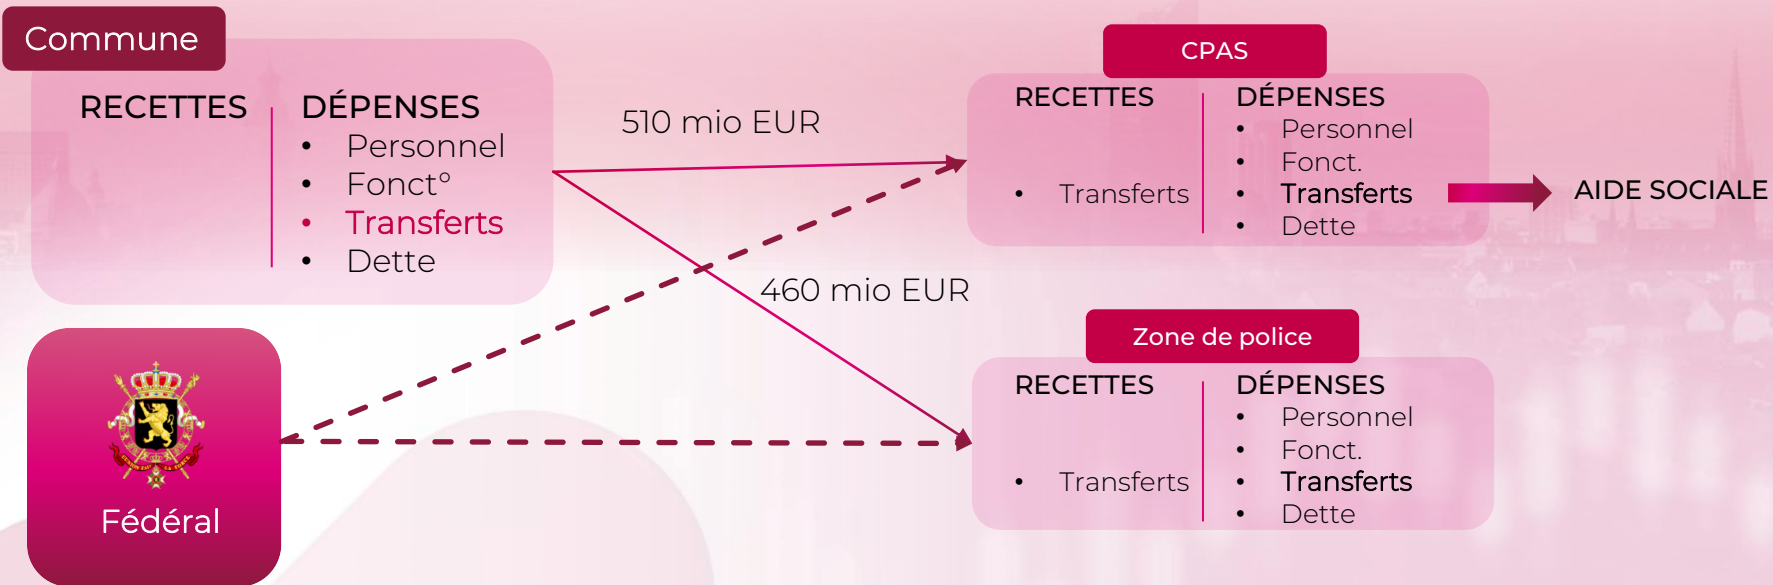 Commune
RECETTES
DÉPENSES
• Personnel
• Fonct°
• Transferts
• Dette
510 mio EUR
460 mio EUR
Fédéral
CPAS
RECETTES
• Transferts
DÉPENSES
• Personnel
• Fonct.
• Transferts
• Dette
AIDE SOCIALE
Zone de police
RECETTES
• Transferts
DÉPENSES
• Personnel
• Fonct.
• Transferts
• Dette